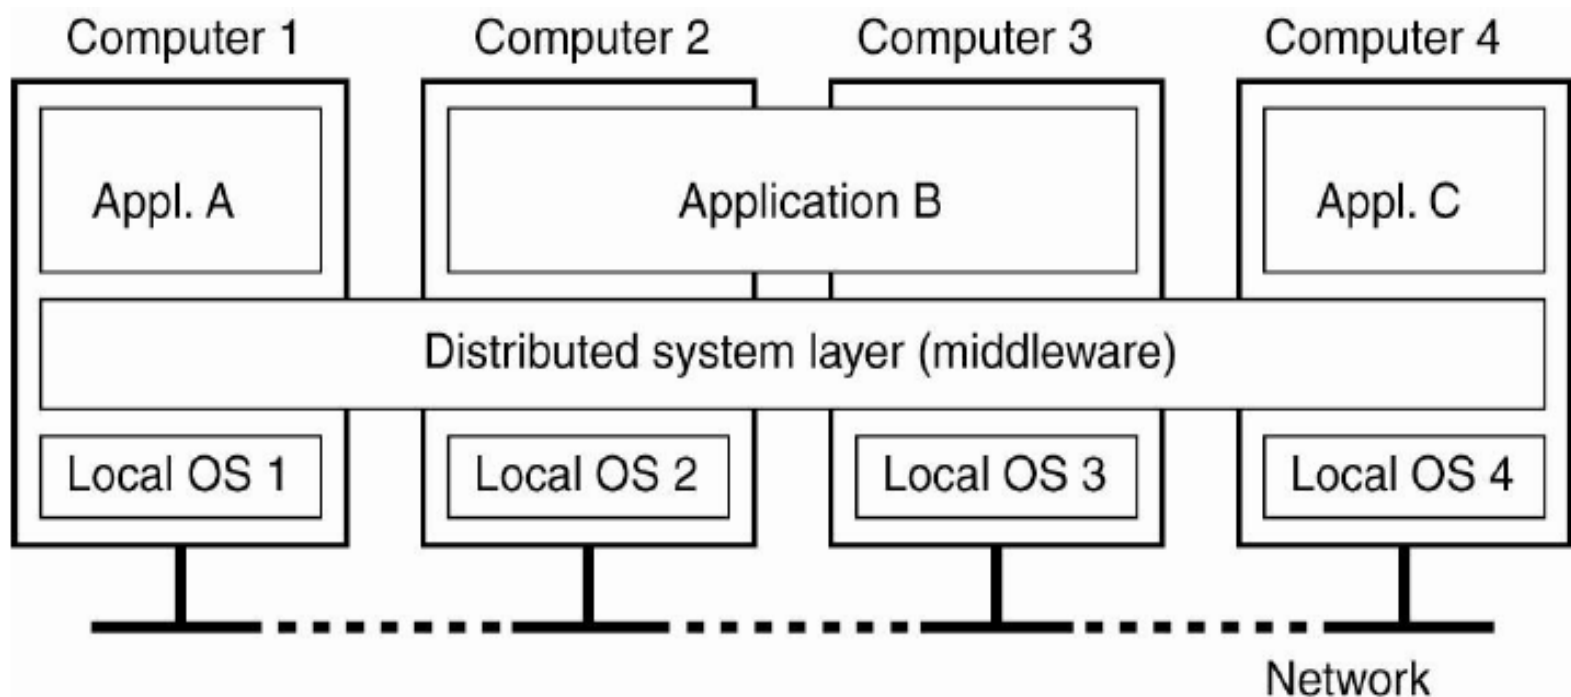 Computer 1
Computer 2
Computer 3
Computer 4
Appl. A
Application B
Appl. C
Distributed system layer (middleware)
Local OS 1
Local OS 2
Local OS 3
Local OS 4
Network